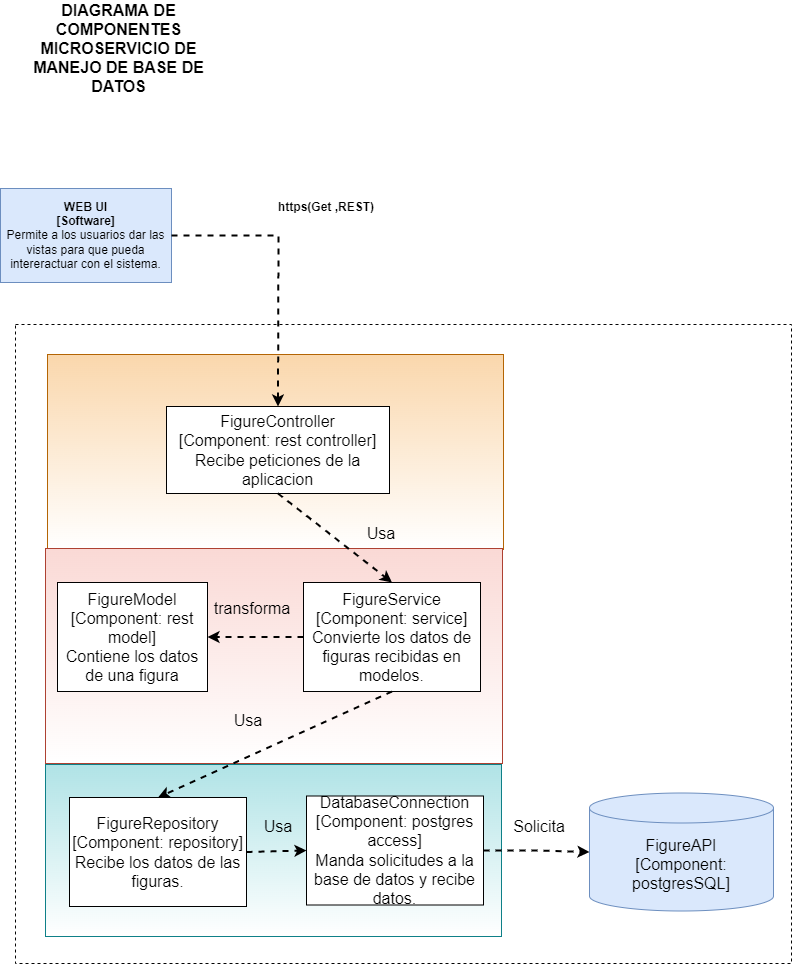 DIAGRAMA DE
COMPONENTES
MICROSERVICIO DE
MANEJO DE BASE DE
DATOS
WEB UI
[Software]
Permite a los usuarios dar las
vistas para que pueda
intereractuar con el sistema.
https(Get ,REST)
FigureController
[Component: rest controller]
Recibe peticiones de la
aplicacion
Usa
FigureModel
[Component: rest
model]
Contiene los datos
de una figura
transforma
FigureService
[Component: service]
Convierte los datos de
figuras recibidas en
modelos.
Usa
FigureRepository
[Component: repository]
Recibe los datos de las
figuras.
Usa
DatabaseConnection
[Component: postgres
access]
Manda solicitudes a la
base de datos y recibe
datos.
Solicita
FigureAPI
[Component:
postgresSQL]